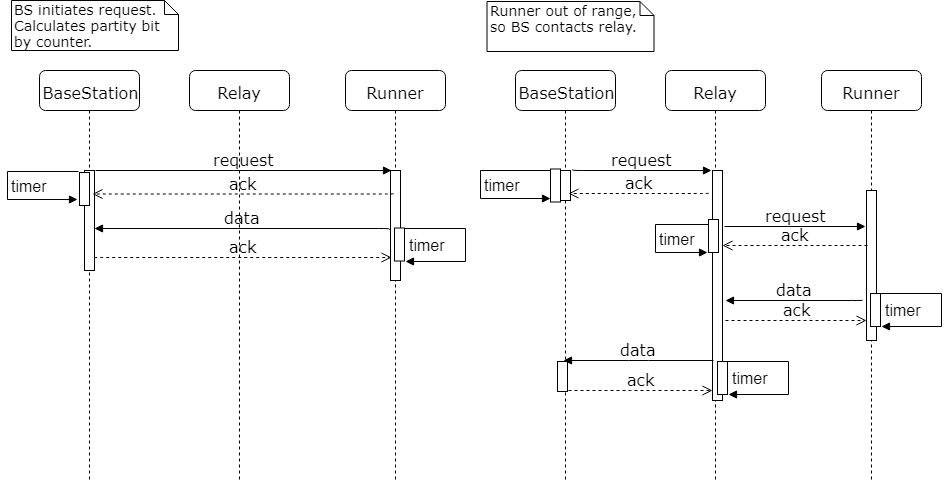 BS initiates request.
Calculates partity bit
by counter.
BaseStation
Relay
Runner
request
timer
ack
data
timer
ack
Runner out of range,
so BS contacts relay.
BaseStation
Relay
Runner
request
timer
ack
request
timer
ack
data
timer
ack
data
timer
ack